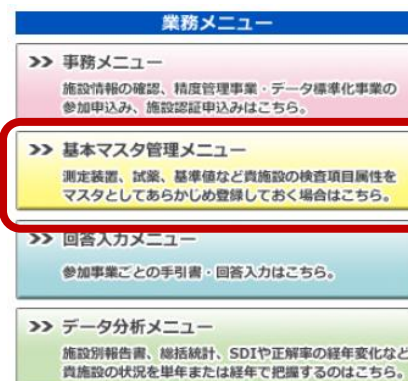 業務メニュー
>> 事務メニュー
施設情報の確認、精度管理事業・データ標準化事業の
参加申込み、施設認証申込みはこちら。
>> 基本マスタ管理メニュー
測定装置、試薬、基準値など貴施設の検査項目属性を
マスタとしてあらかじめ登録しておく場合はこちら。
>> 回答入力メニュー
参加事業ごとの手引書・回答入力はこちら。
>> データ分析メニュー
施設別報告書、総括統計、SDIや正解率の経年変化など
貴施設の状況を単年または経年で把握するのはこちら。